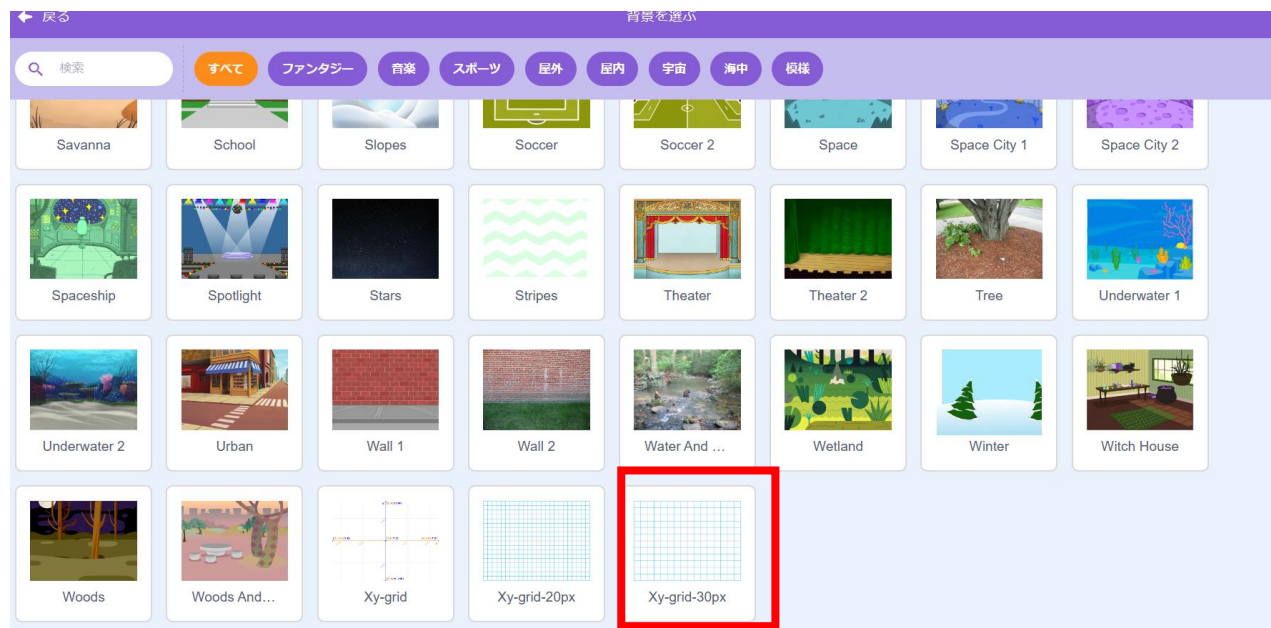 戻る
背景を選ぶ
検索
すべて
ファンタジー
音楽
スポーツ
屋外
屋内
宇宙
海中
模様
Savanna
School
Slopes
Soccer
Soccer 2
Space
Space City 1
Space City 2
Spaceship
Spotlight
Stars
Stripes
Theater
Theater 2
Tree
Underwater 1
Underwater 2
Urban
Wall 1
Wall 2
Water And ...
Wetland
Winter
Witch House
Woods
Woods And...
Xy-grid
Xy-grid-20px
Xy-grid-30px